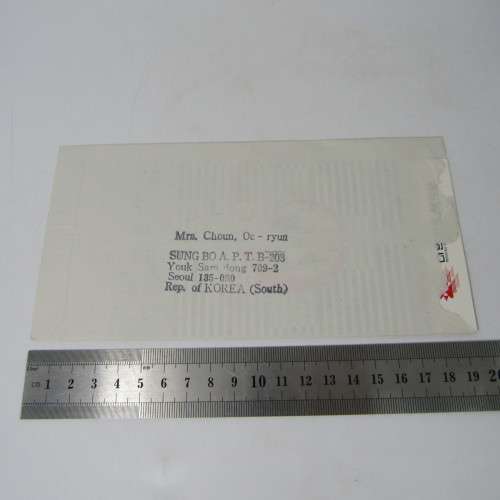 Mrs. Choun, Oc - ryun
SUNG BO A. P. T. B-203
Youk Sam dong 709-2
Seoul 135-080
Rep. of KOREA (South)
cm 1 2 3 4 5 mm 6 7 8 9 10 11 12 13 14 15 16 17 18 19 20